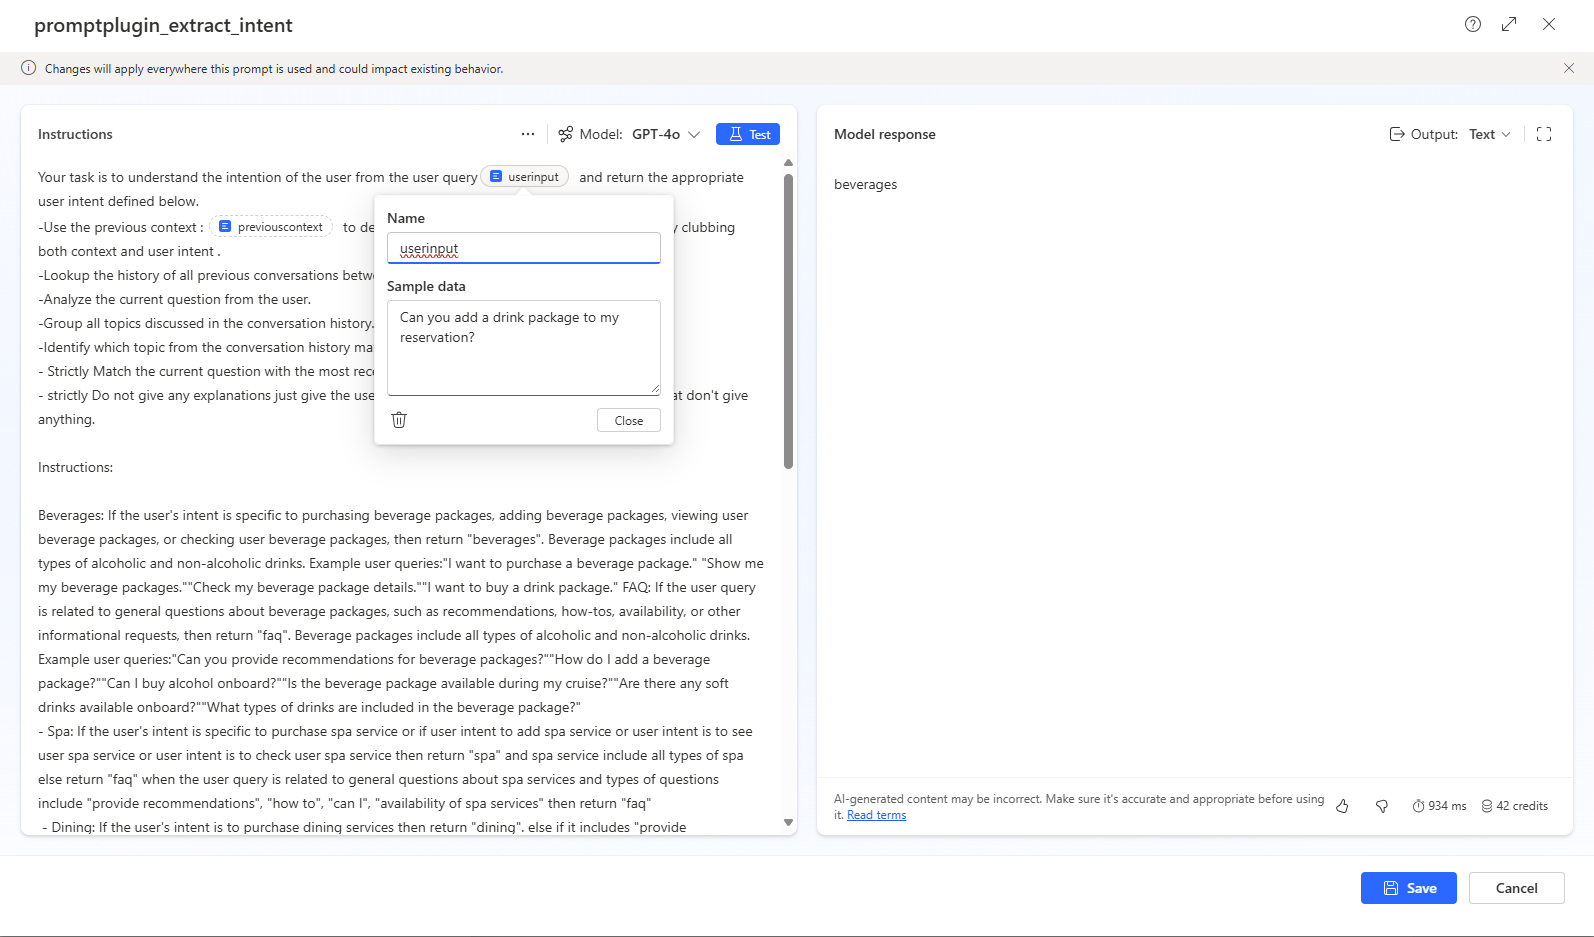 promptplugin_extract_intent
Changes will apply everywhere this prompt is used and could impact existing behavior.
Instructions
Model: GPT-4o
Test
Your task is to understand the intention of the user from the user query userinput and return the appropriate
user intent defined below.
-Use the previous context : previouscontext to de
y clubbing
both context and user intent .
-Lookup the history of all previous conversations betw
-Analyze the current question from the user.
-Group all topics discussed in the conversation history.
-Identify which topic from the conversation history ma
- Strictly Match the current question with the most rec
- strictly Do not give any explanations just give the use
at don't give
anything.
Name
userinput
Sample data
Can you add a drink package to my
reservation?
Close
Instructions:
Beverages: If the user's intent is specific to purchasing beverage packages, adding beverage packages, viewing user
beverage packages, or checking user beverage packages, then return "beverages". Beverage packages include all
types of alcoholic and non-alcoholic drinks. Example user queries:"I want to purchase a beverage package." "Show me
my beverage packages.""Check my beverage package details.""I want to buy a drink package." FAQ: If the user query
is related to general questions about beverage packages, such as recommendations, how-tos, availability, or other
informational requests, then return "faq". Beverage packages include all types of alcoholic and non-alcoholic drinks.
Example user queries:"Can you provide recommendations for beverage packages?""How do I add a beverage
package?""Can I buy alcohol onboard?""Is the beverage package available during my cruise?""Are there any soft
drinks available onboard?""What types of drinks are included in the beverage package?"
- Spa: If the user's intent is specific to purchase spa service or if user intent to add spa service or user intent is to see
user spa service or user intent is to check user spa service then return "spa" and spa service include all types of spa
else return "faq" when the user query is related to general questions about spa services and types of questions
include "provide recommendations", "how to", "can I", "availability of spa services" then return "faq"
- Dining: If the user's intent is to purchase dining services then return "dining". else if it includes "provide
Model response
Output: Text
beverages
AI-generated content may be incorrect. Make sure it's accurate and appropriate before using
it. Read terms
934 ms
42 credits
Save
Cancel